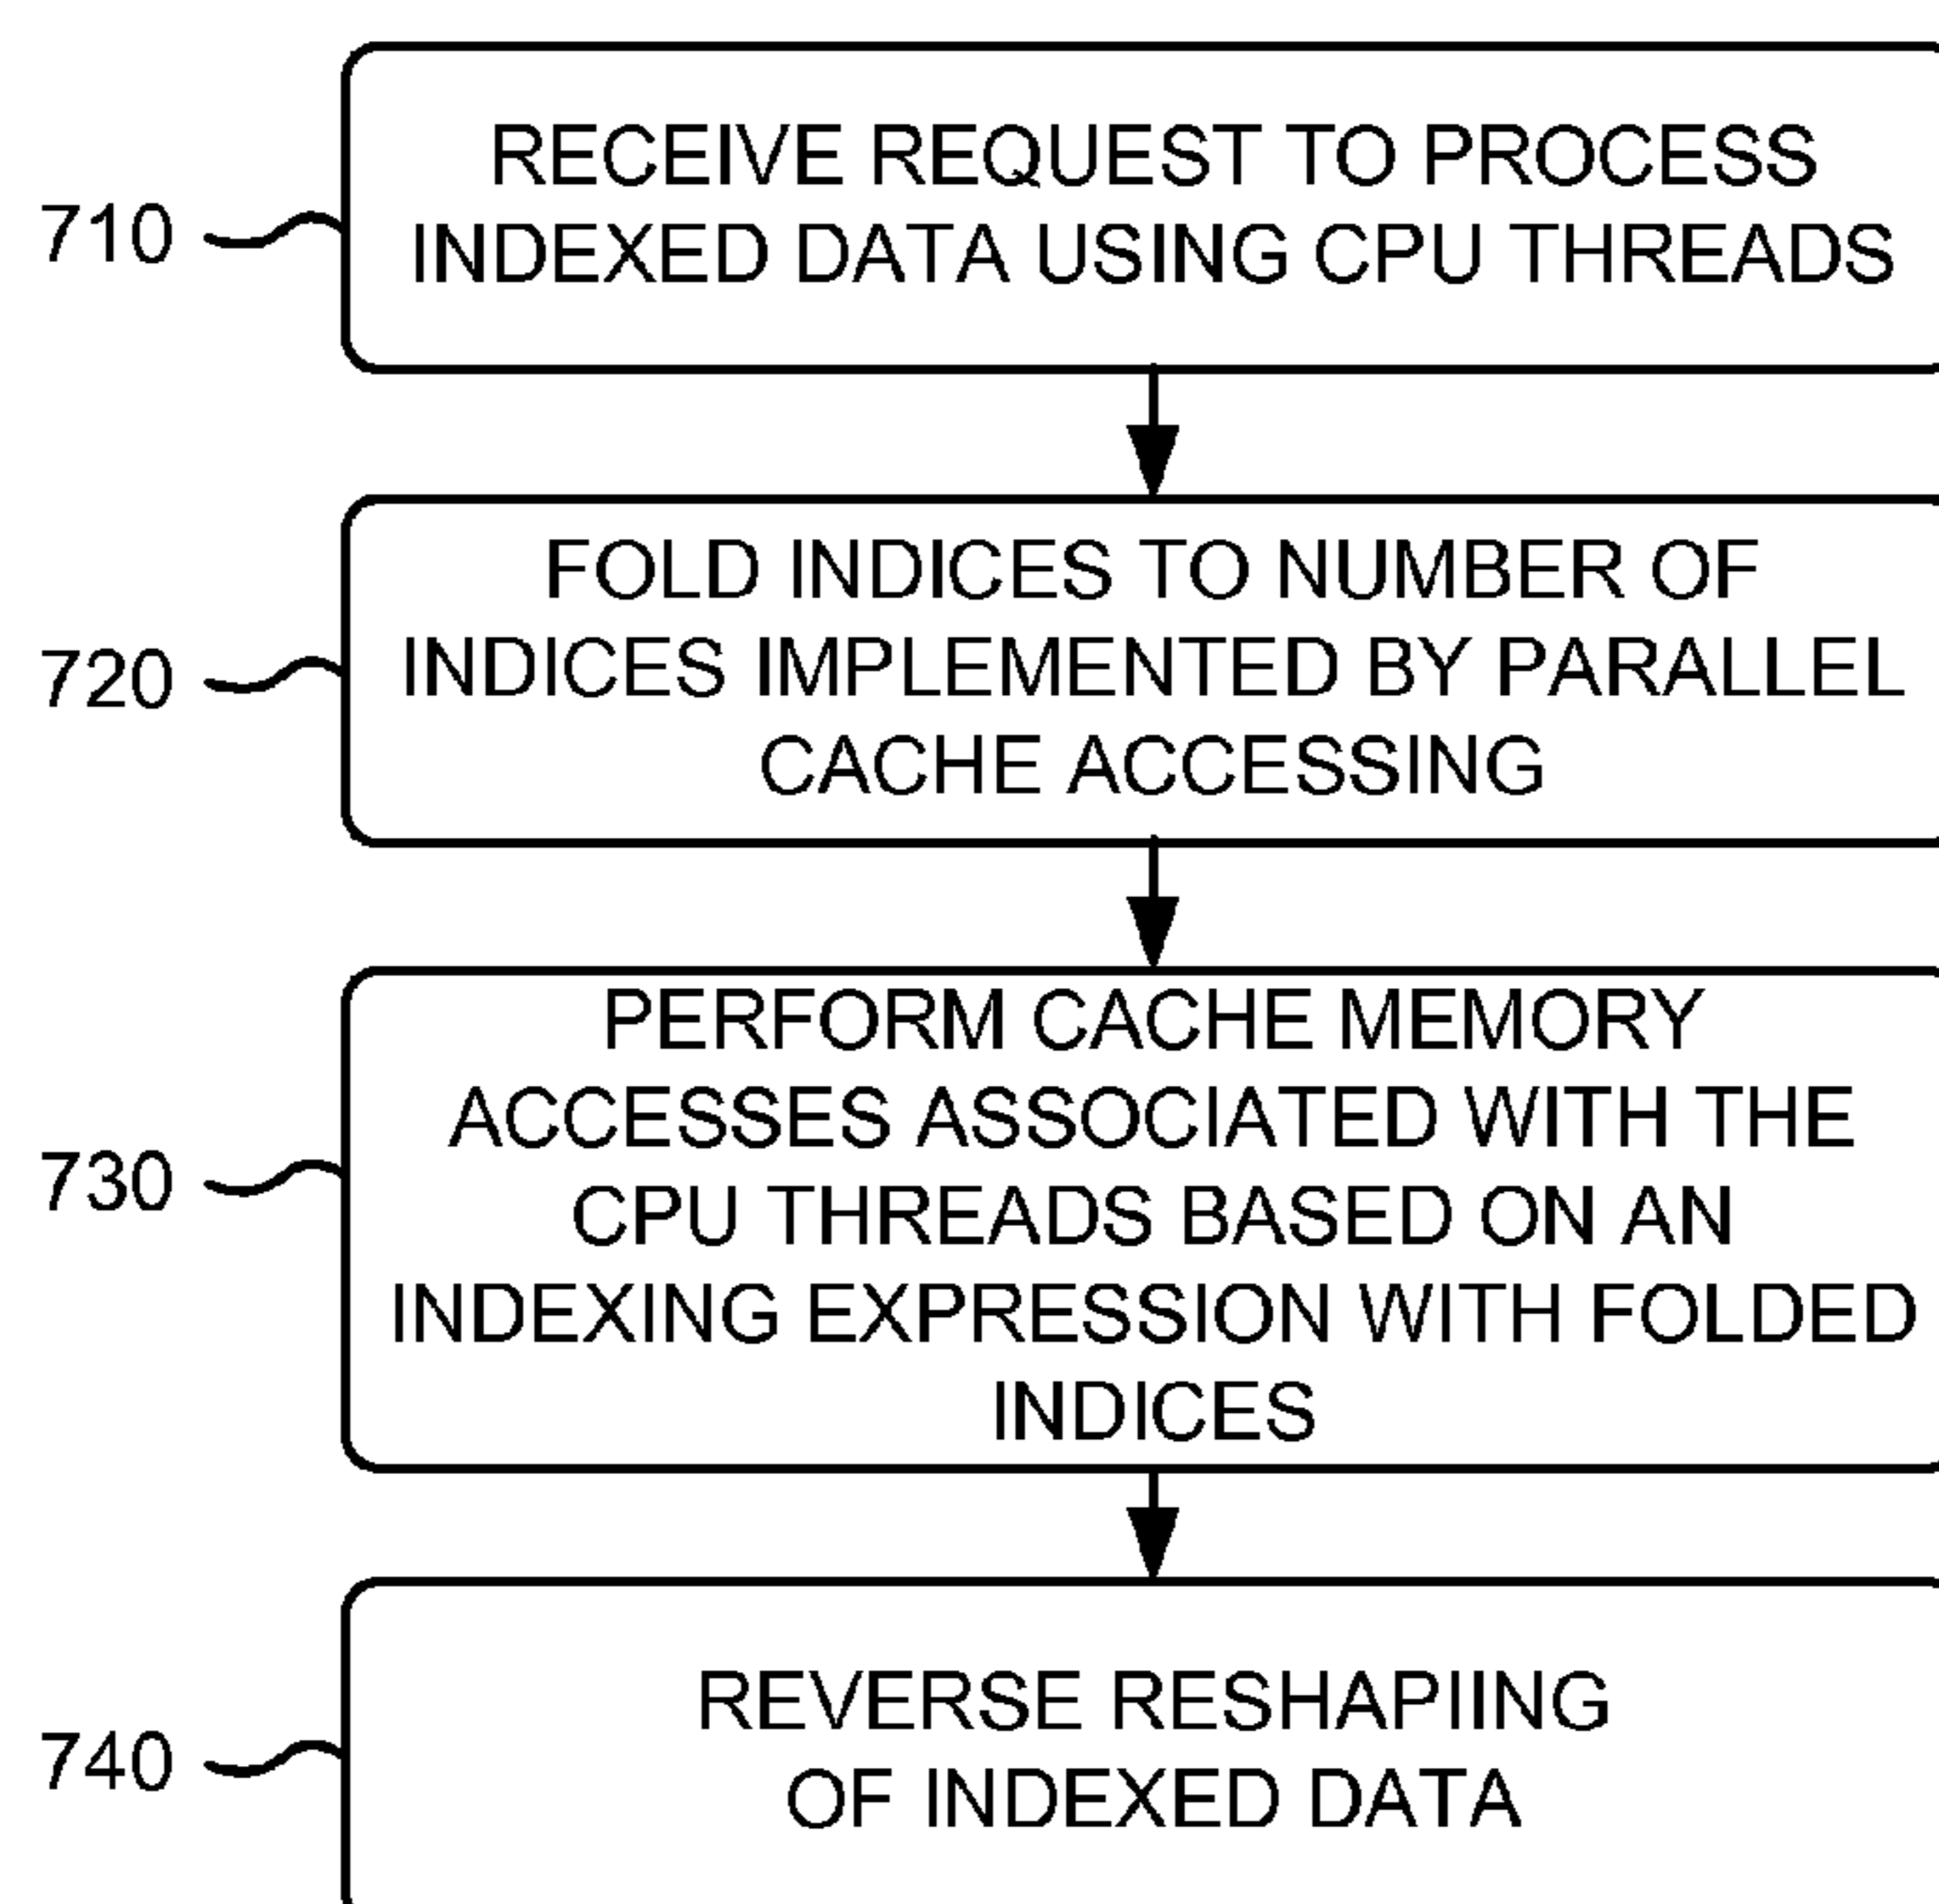 RECEIVE REQUEST TO PROCESS
INDEXED DATA USING CPU THREADS
710
FOLD INDICES TO NUMBER OF
INDICES IMPLEMENTED BY PARALLEL
CACHE ACCESSING
720
PERFORM CACHE MEMORY
ACCESSES ASSOCIATED WITH THE
CPU THREADS BASED ON AN
INDEXING EXPRESSION WITH FOLDED
INDICES
730
REVERSE RESHAPIING
OF INDEXED DATA
740